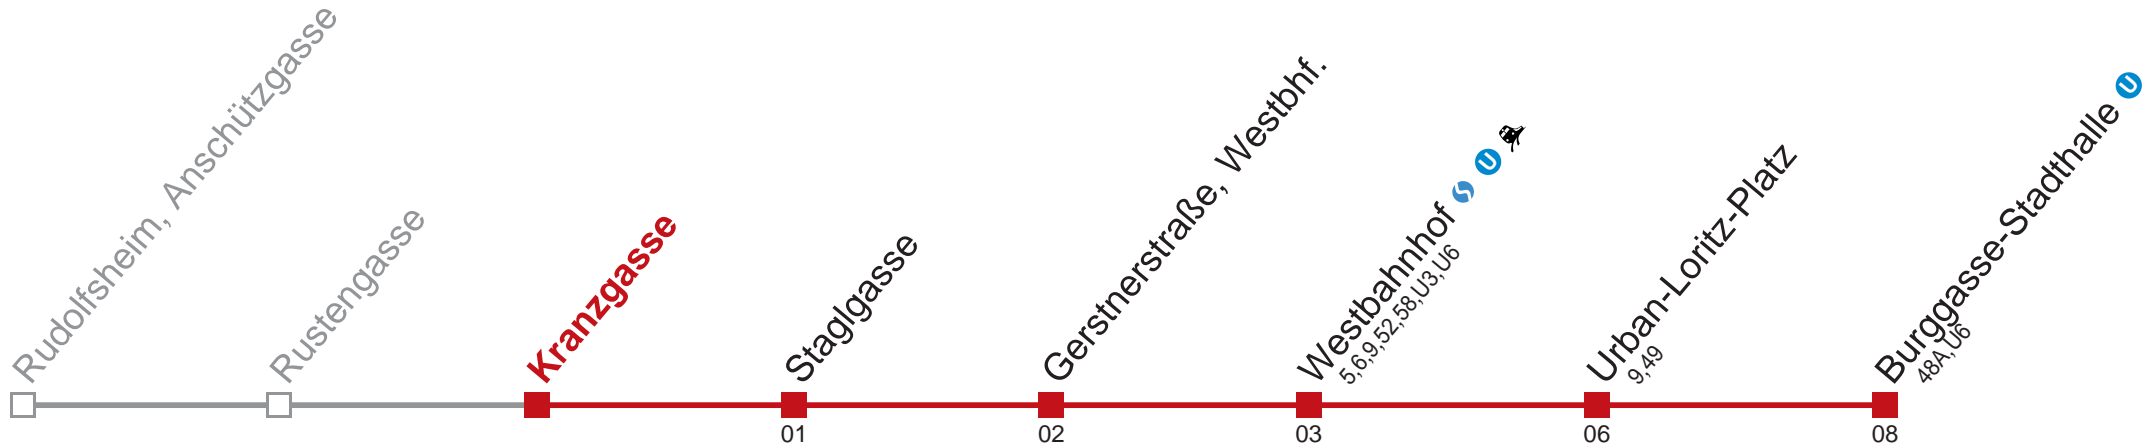 Rudolfsheim, Anschützgasse
Rustengasse
Kranzgasse
Staglgasse
Gerstnerstraße, Westbhf.
Westbahnhof S U
5,6,9,52,58,U3,U6
Urban-Loritz-Platz
9,49
Burggasse-Stadthalle U
48A,U6
01 02 03 06 08